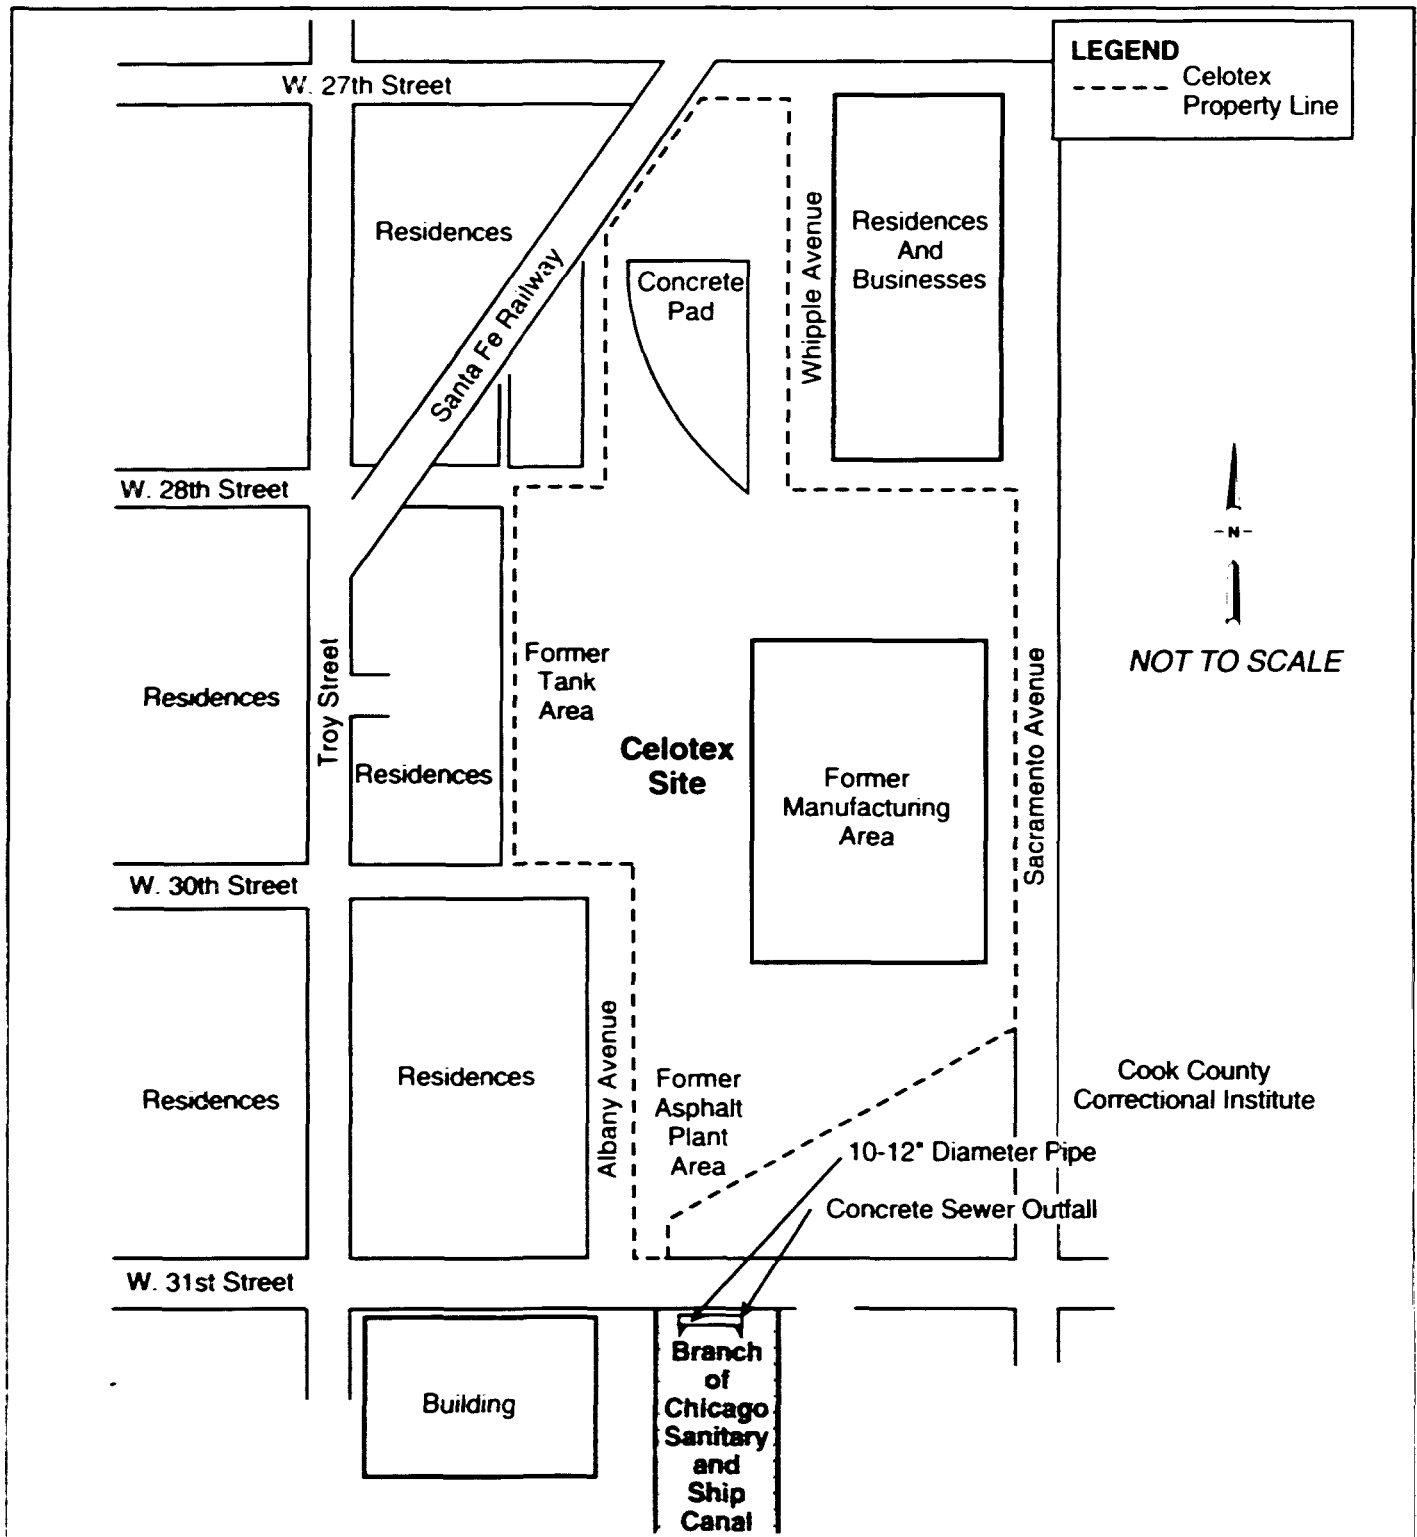 LEGEND
Celotex
Property Line
W. 27th Street
Residences
Santa Fe Railway
Concrete
Pad
Whipple Avenue
Residences
And
Businesses
W. 28th Street
-N-
NOT TO SCALE
Residences
Troy Street
Residences
Former
Tank
Area
Celotex
Site
Former
Manufacturing
Area
Sacramento Avenue
W. 30th Street
Residences
Residences
Albany Avenue
Former
Asphalt
Plant
Area
Cook County
Correctional Institute
10-12" Diameter Pipe
Concrete Sewer Outfall
W. 31st Street
Building
Branch
of
Chicago
Sanitary
and
Ship
Canal